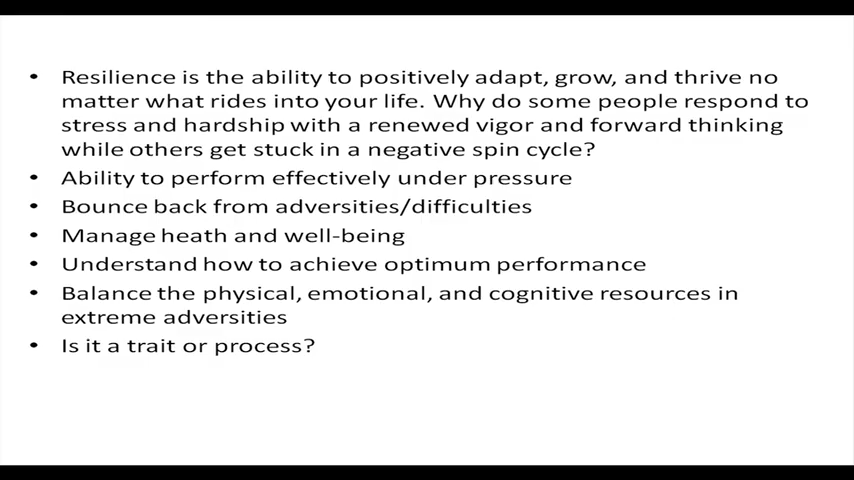 • Resilience is the ability to positively adapt, grow, and thrive no
matter what rides into your life. Why do some people respond to
stress and hardship with a renewed vigor and forward thinking
while others get stuck in a negative spin cycle?
• Ability to perform effectively under pressure
• Bounce back from adversities/difficulties
• Manage heath and well-being
• Understand how to achieve optimum performance
• Balance the physical, emotional, and cognitive resources in
extreme adversities
• Is it a trait or process?